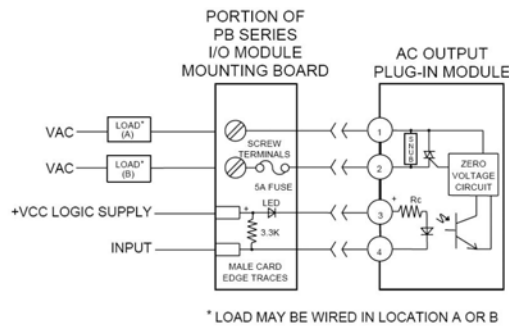 PORTION OF
PB SERIES
I/O MODULE
MOUNTING BOARD
AC OUTPUT
PLUG-IN MODULE
VAC
LOAD*
(A)
VAC
LOAD*
(B)
SCREW
TERMINALS
5A FUSE
1
2
SNUB
ZERO
VOLTAGE
CIRCUIT
+VCC LOGIC SUPPLY
+
LED
3.3K
3
+
Rc
INPUT
4
MALE CARD
EDGE TRACES
* LOAD MAY BE WIRED IN LOCATION A OR B